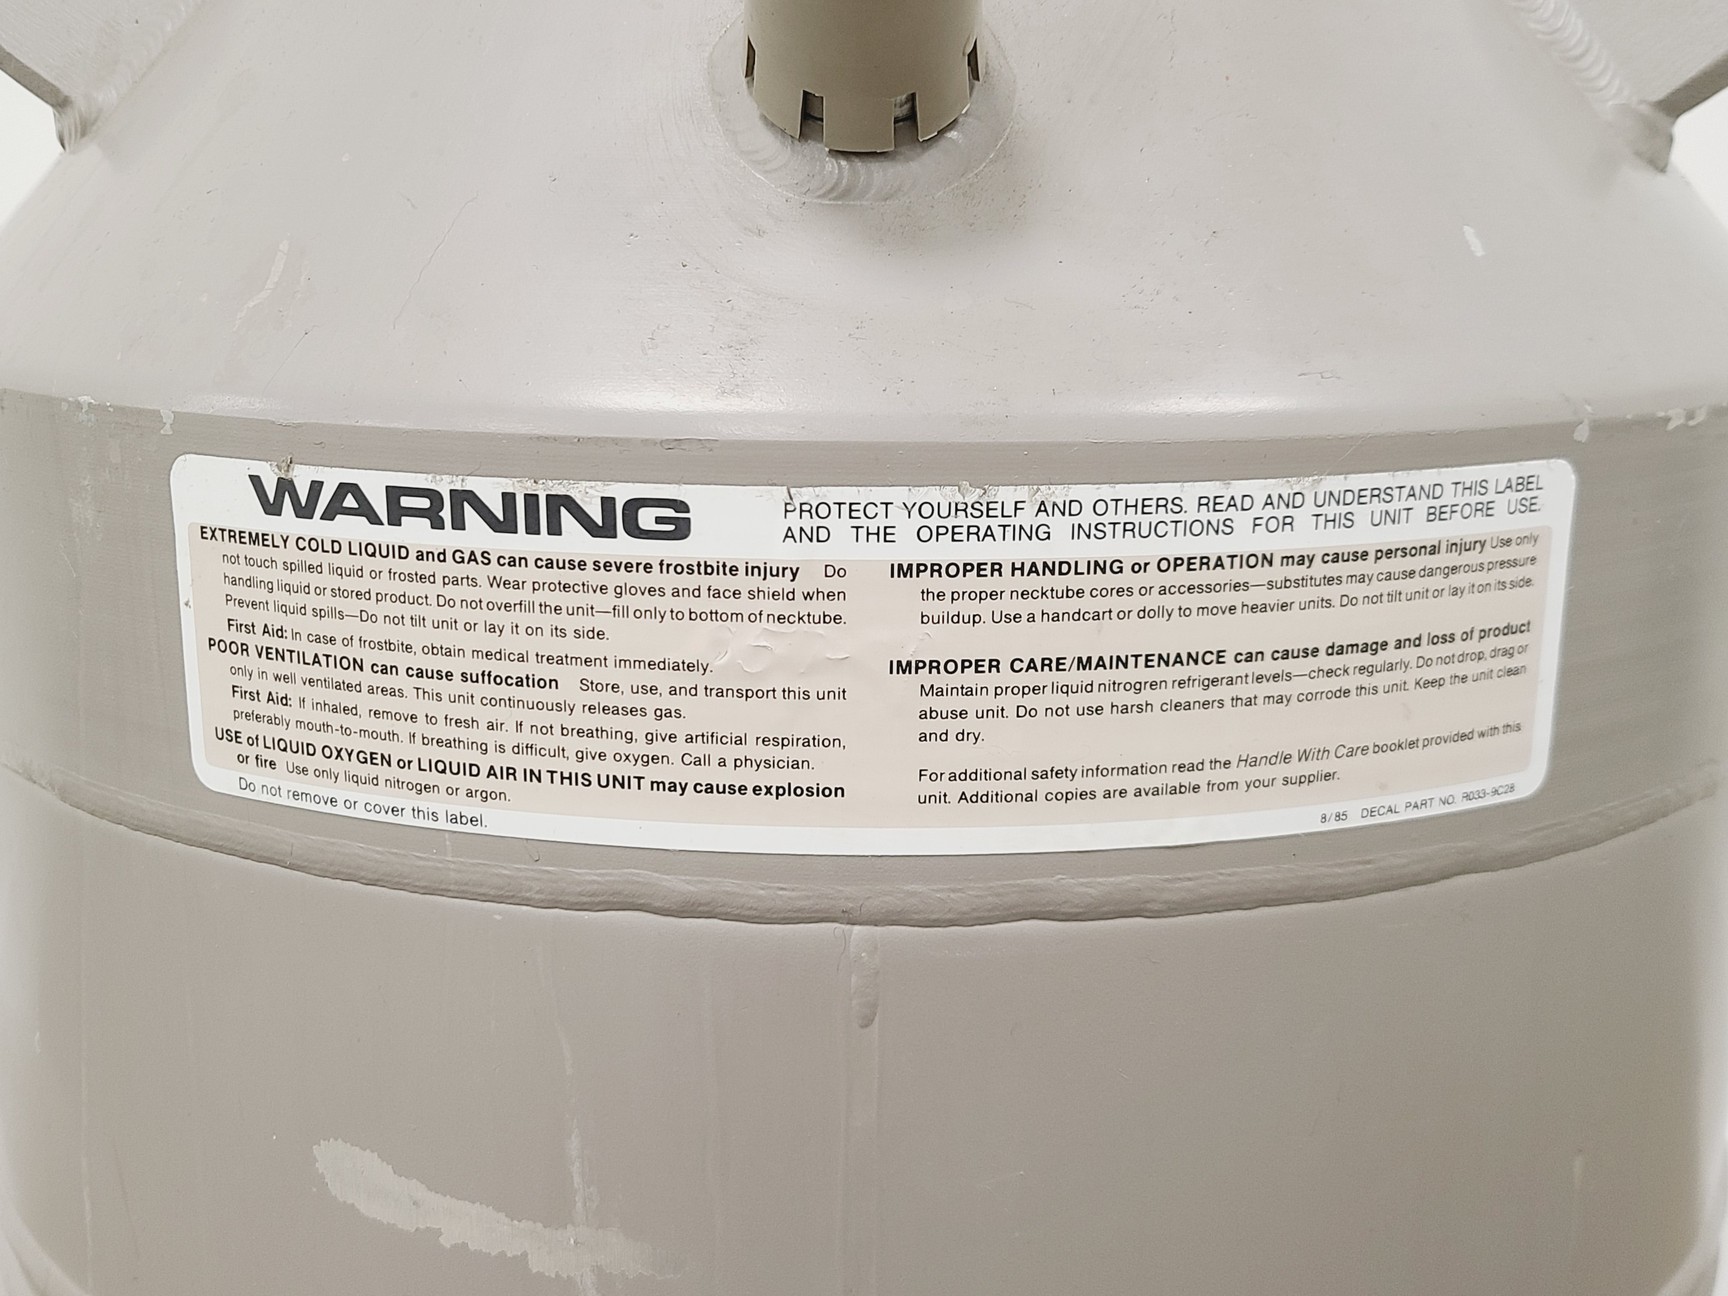 WARNING
PROTECT YOURSELF AND OTHERS. READ AND UNDERSTAND THIS LABEL
AND THE OPERATING INSTRUCTIONS FOR THIS UNIT BEFORE USE.
EXTREMELY COLD LIQUID and GAS can cause severe frostbite injury Do
not touch spilled liquid or frosted parts. Wear protective gloves and face shield when
handling liquid or stored product. Do not overfill the unit—fill only to bottom of necktube.
Prevent liquid spills—Do not tilt unit or lay it on its side.
First Aid: In case of frostbite, obtain medical treatment immediately.
POOR VENTILATION can cause suffocation Store, use, and transport this unit
only in well ventilated areas. This unit continuously releases gas.
First Aid: If inhaled, remove to fresh air. If not breathing, give artificial respiration,
preferably mouth-to-mouth. If breathing is difficult, give oxygen. Call a physician.
USE of LIQUID OXYGEN or LIQUID AIR IN THIS UNIT may cause explosion
or fire Use only liquid nitrogen or argon.
Do not remove or cover this label.
IMPROPER HANDLING or OPERATION may cause personal injury Use only
the proper necktube cores or accessories—substitutes may cause dangerous pressure
buildup. Use a handcart or dolly to move heavier units. Do not tilt unit or lay it on its side.
IMPROPER CARE/MAINTENANCE can cause damage and loss of product
Maintain proper liquid nitrogren refrigerant levels—check regularly. Do not drop, drag or
abuse unit. Do not use harsh cleaners that may corrode this unit. Keep the unit clean
and dry.
For additional safety information read the Handle With Care booklet provided with this
unit. Additional copies are available from your supplier.
8/85 DECAL PART NO. R033-9C28